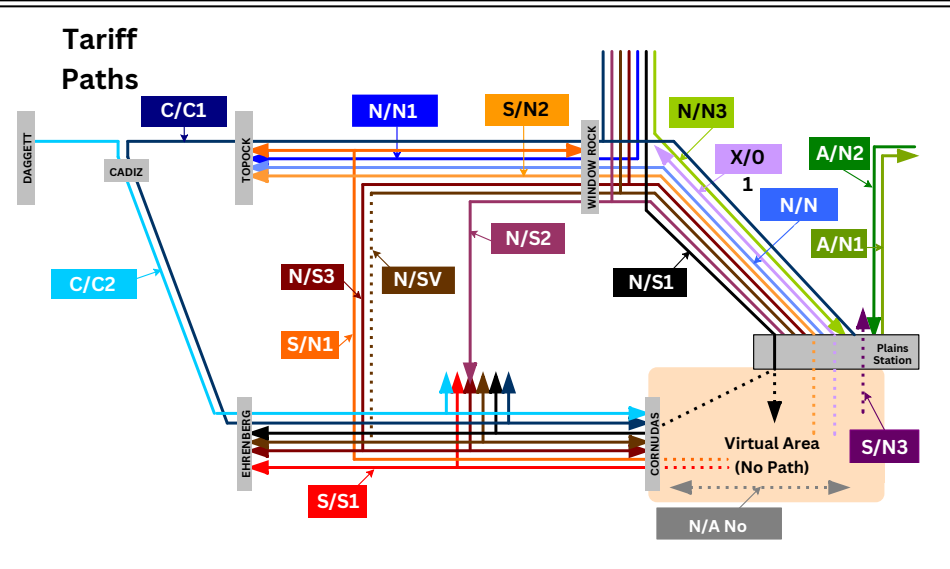 Tariff
Paths
C/C1
N/N1
S/N2
N/N3
DAGGETT
CADIZ
TOPOCK
WINDOW ROCK
X/0
1
A/N2
N/N
A/N1
N/S2
C/C2
N/S3
N/SV
N/S1
S/N1
Plains
Station
EHRENBERG
CORNUDAS
Virtual Area
(No Path)
S/N3
S/S1
N/A No